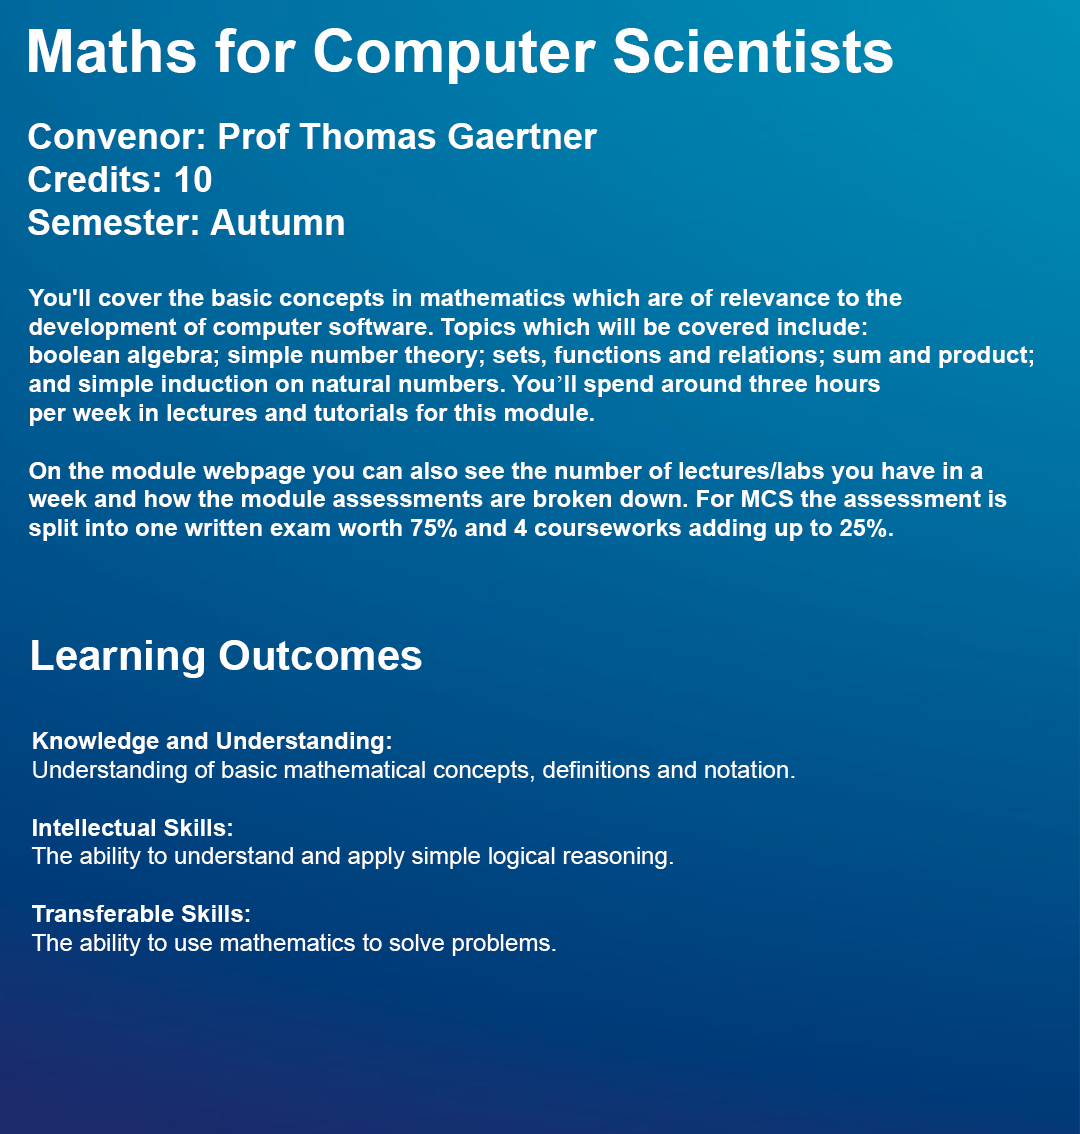 Maths for Computer Scientists
Convenor: Prof Thomas Gaertner
Credits: 10
Semester: Autumn
You'll cover the basic concepts in mathematics which are of relevance to the
development of computer software. Topics which will be covered include:
boolean algebra; simple number theory; sets, functions and relations; sum and product;
and simple induction on natural numbers. You’ll spend around three hours
per week in lectures and tutorials for this module.
On the module webpage you can also see the number of lectures/labs you have in a
week and how the module assessments are broken down. For MCS the assessment is
split into one written exam worth 75% and 4 courseworks adding up to 25%.
Learning Outcomes
Knowledge and Understanding:
Understanding of basic mathematical concepts, definitions and notation.
Intellectual Skills:
The ability to understand and apply simple logical reasoning.
Transferable Skills:
The ability to use mathematics to solve problems.